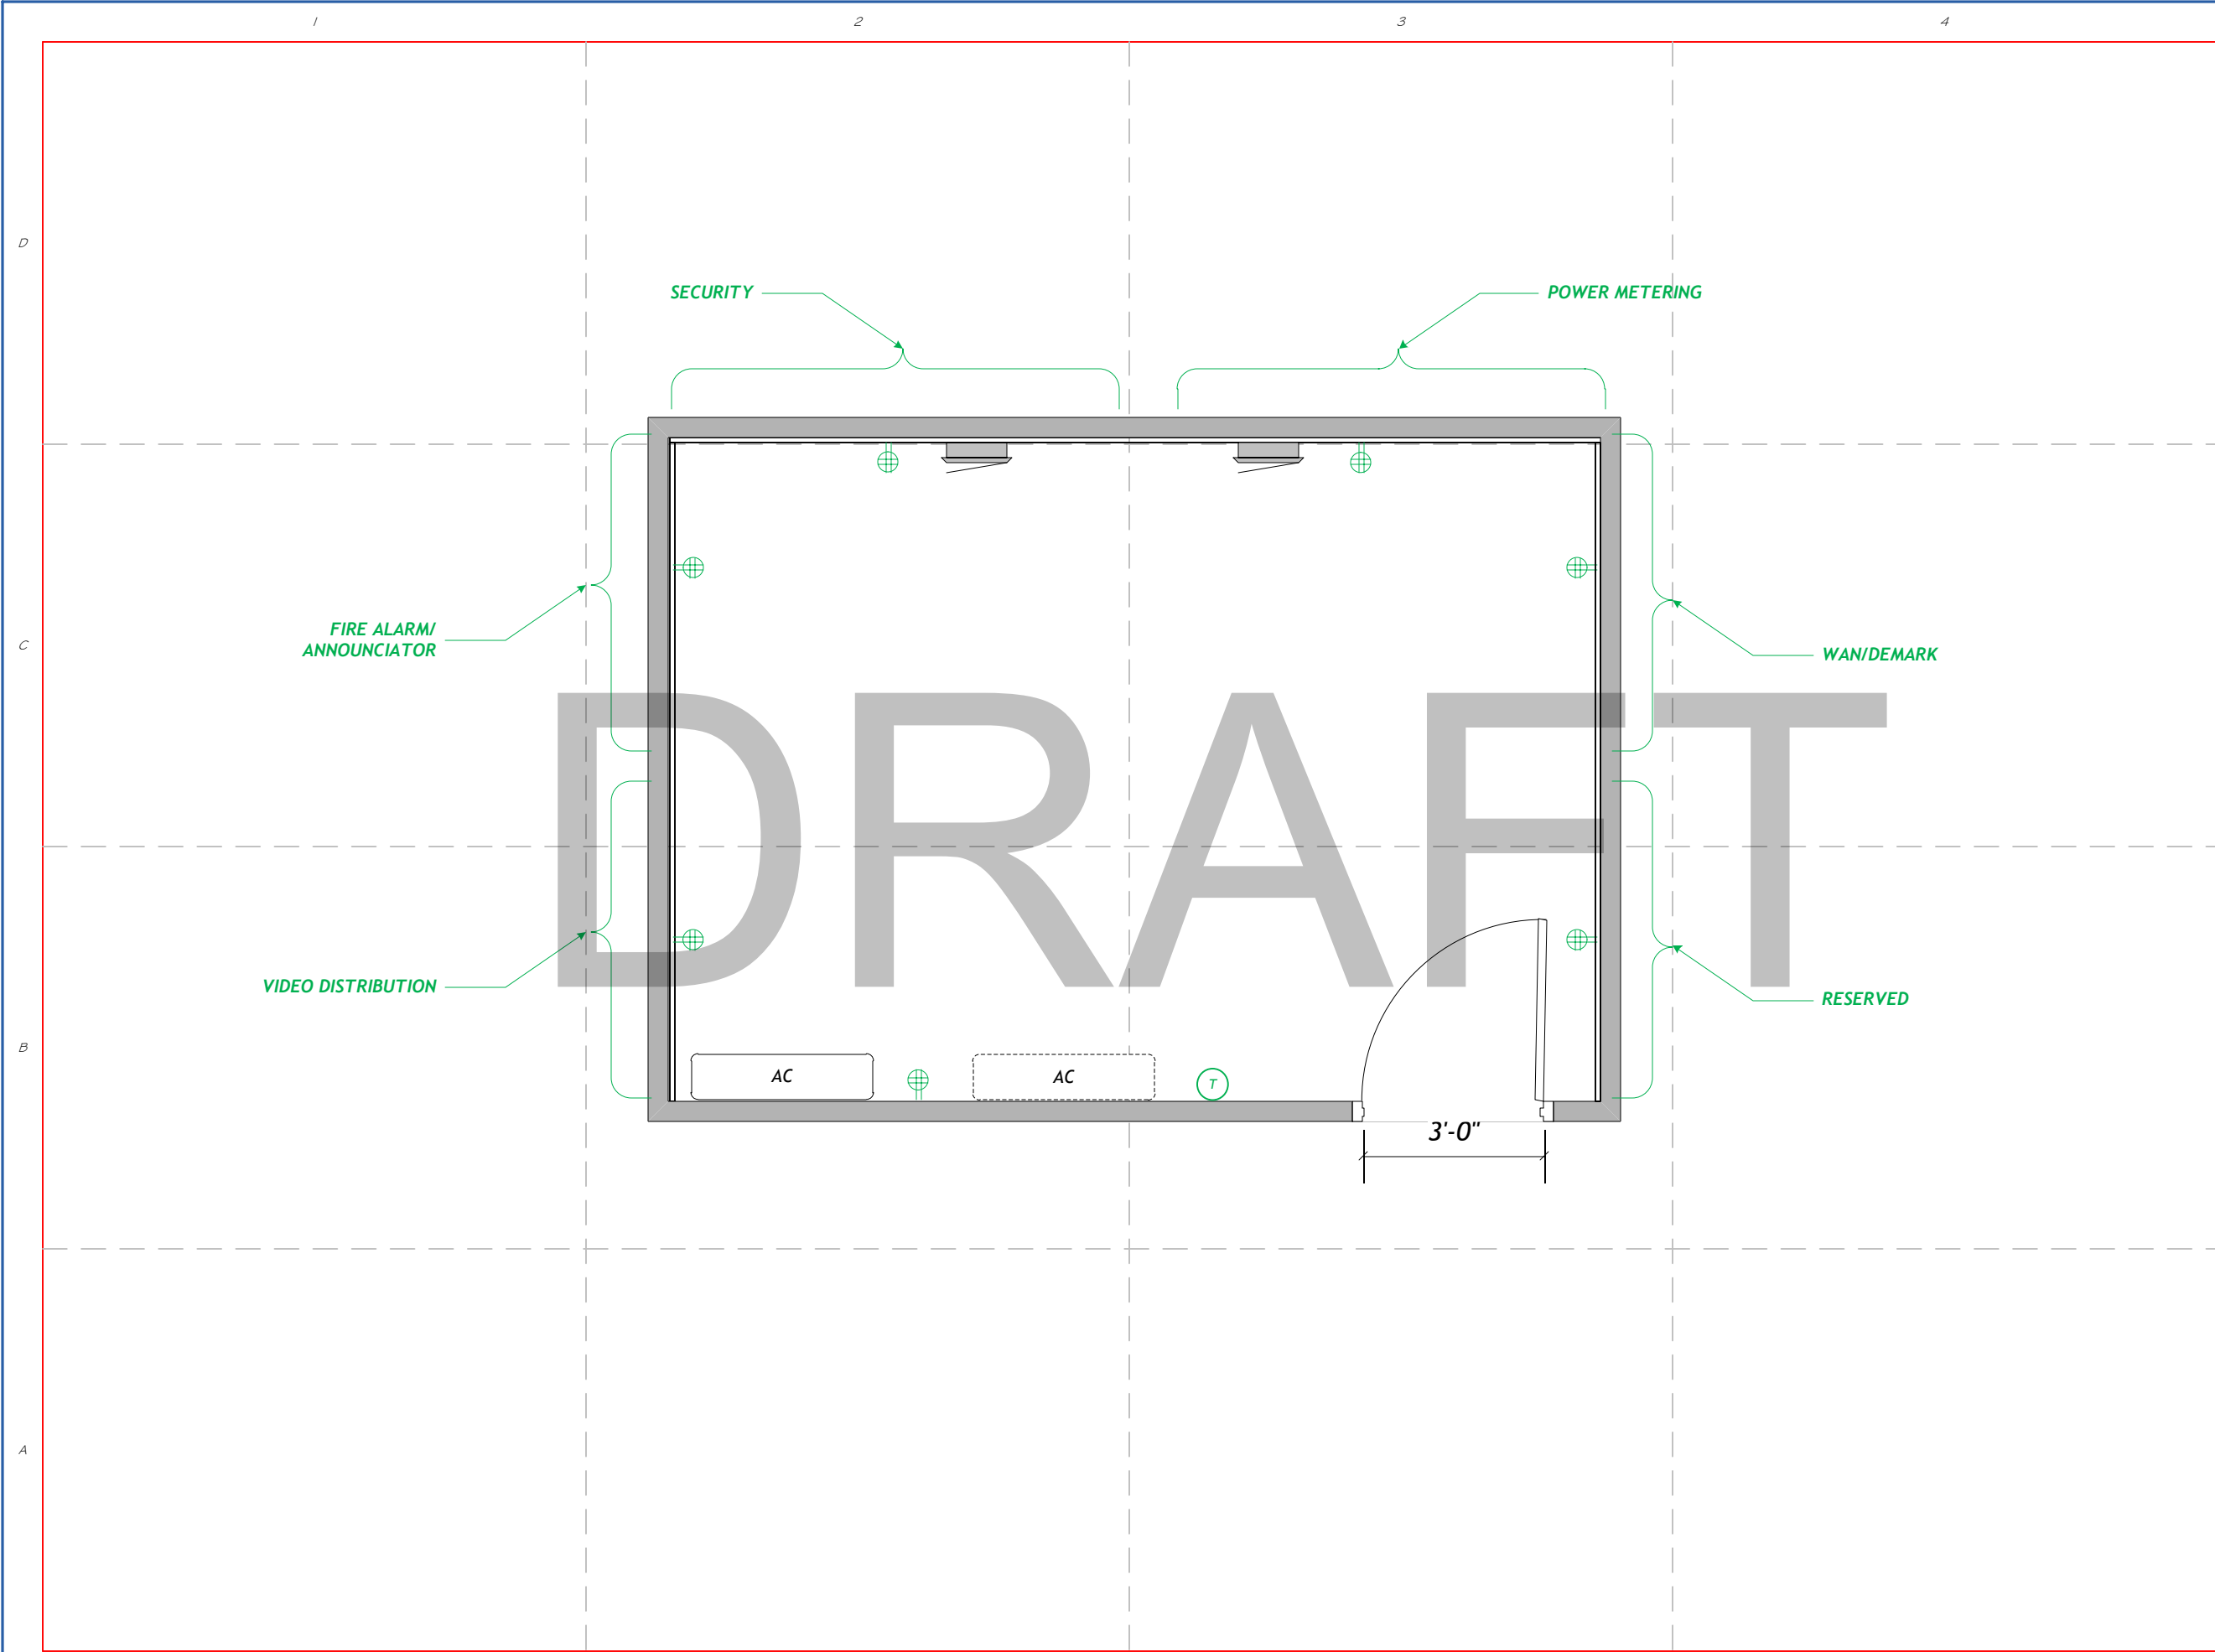 1 2 3 4
D
SECURITY POWER METERING
FIRE ALARM/
ANNOUNCIATOR
C
WAN/DEMARK
DRAFT
VIDEO DISTRIBUTION
RESERVED
B
AC AC T
3'-0"
A